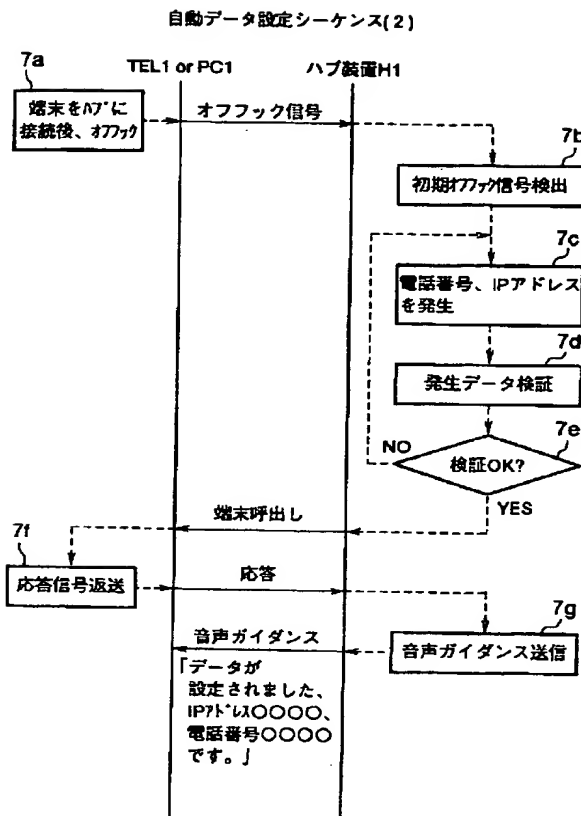 自動データ設定シーケンス(2)
TEL1 or PC1
ハブ装置H1
7a
端末をハブに
接続後、オフフック
オフフック信号
7b
初期オフフック信号検出
7c
電話番号、IPアドレス
を発生
7d
発生データ検証
7e
検証OK?
NO
YES
端末呼出し
7f
応答信号返送
応答
7g
音声ガイダンス送信
音声ガイダンス
「データが
設定されました、
IPアドレス〇〇〇〇、
電話番号〇〇〇〇
です。」